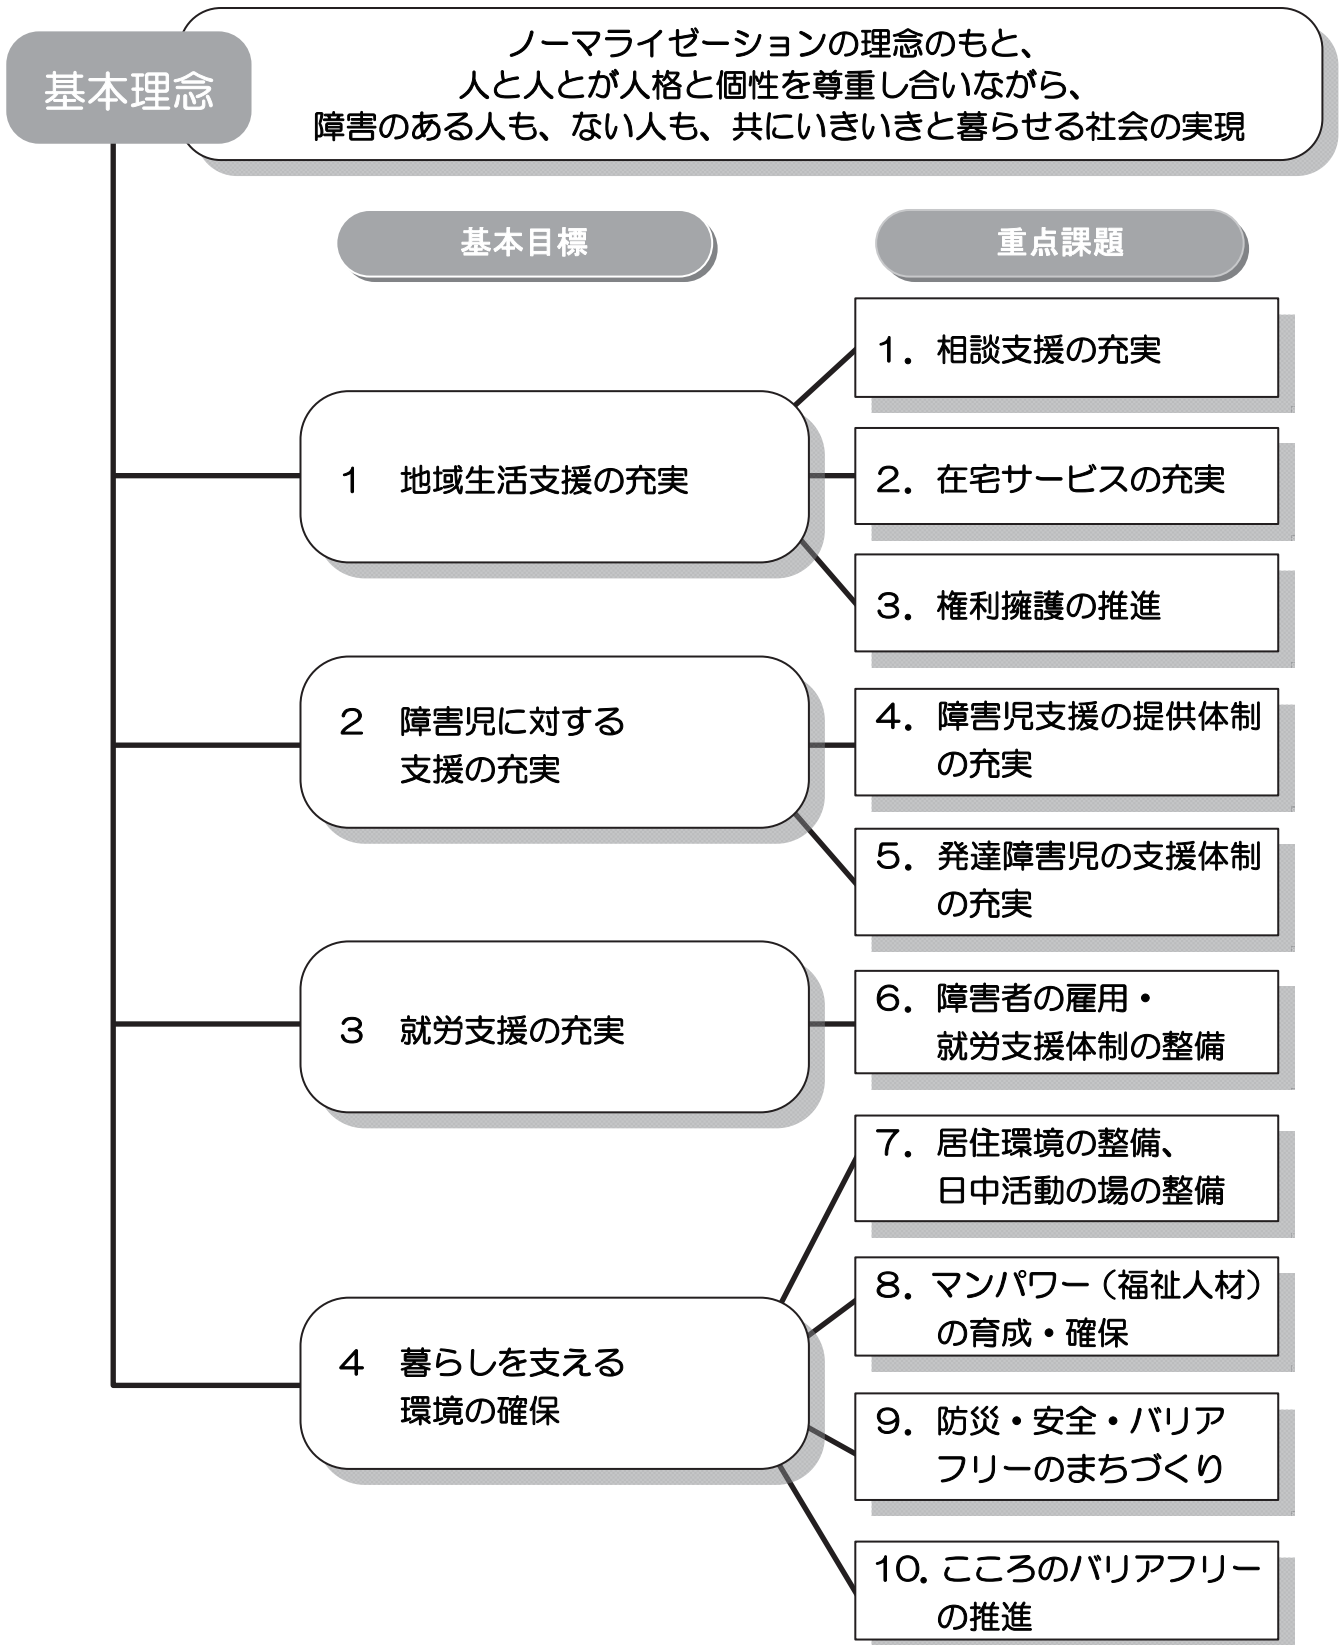 基本理念
ノーマライゼーションの理念のもと、
人と人とが人格と個性を尊重し合いながら、
障害のある人も、ない人も、共にいきいきと暮らせる社会の実現
基本目標
重点課題
1　地域生活支援の充実
1．相談支援の充実
2．在宅サービスの充実
3．権利擁護の推進
2　障害児に対する
支援の充実
4．障害児支援の提供体制
の充実
5．発達障害児の支援体制
の充実
3　就労支援の充実
6．障害者の雇用・
就労支援体制の整備
4　暮らしを支える
環境の確保
7．居住環境の整備、
日中活動の場の整備
8．マンパワー（福祉人材）
の育成・確保
9．防災・安全・バリア
フリーのまちづくり
10．こころのバリアフリー
の推進